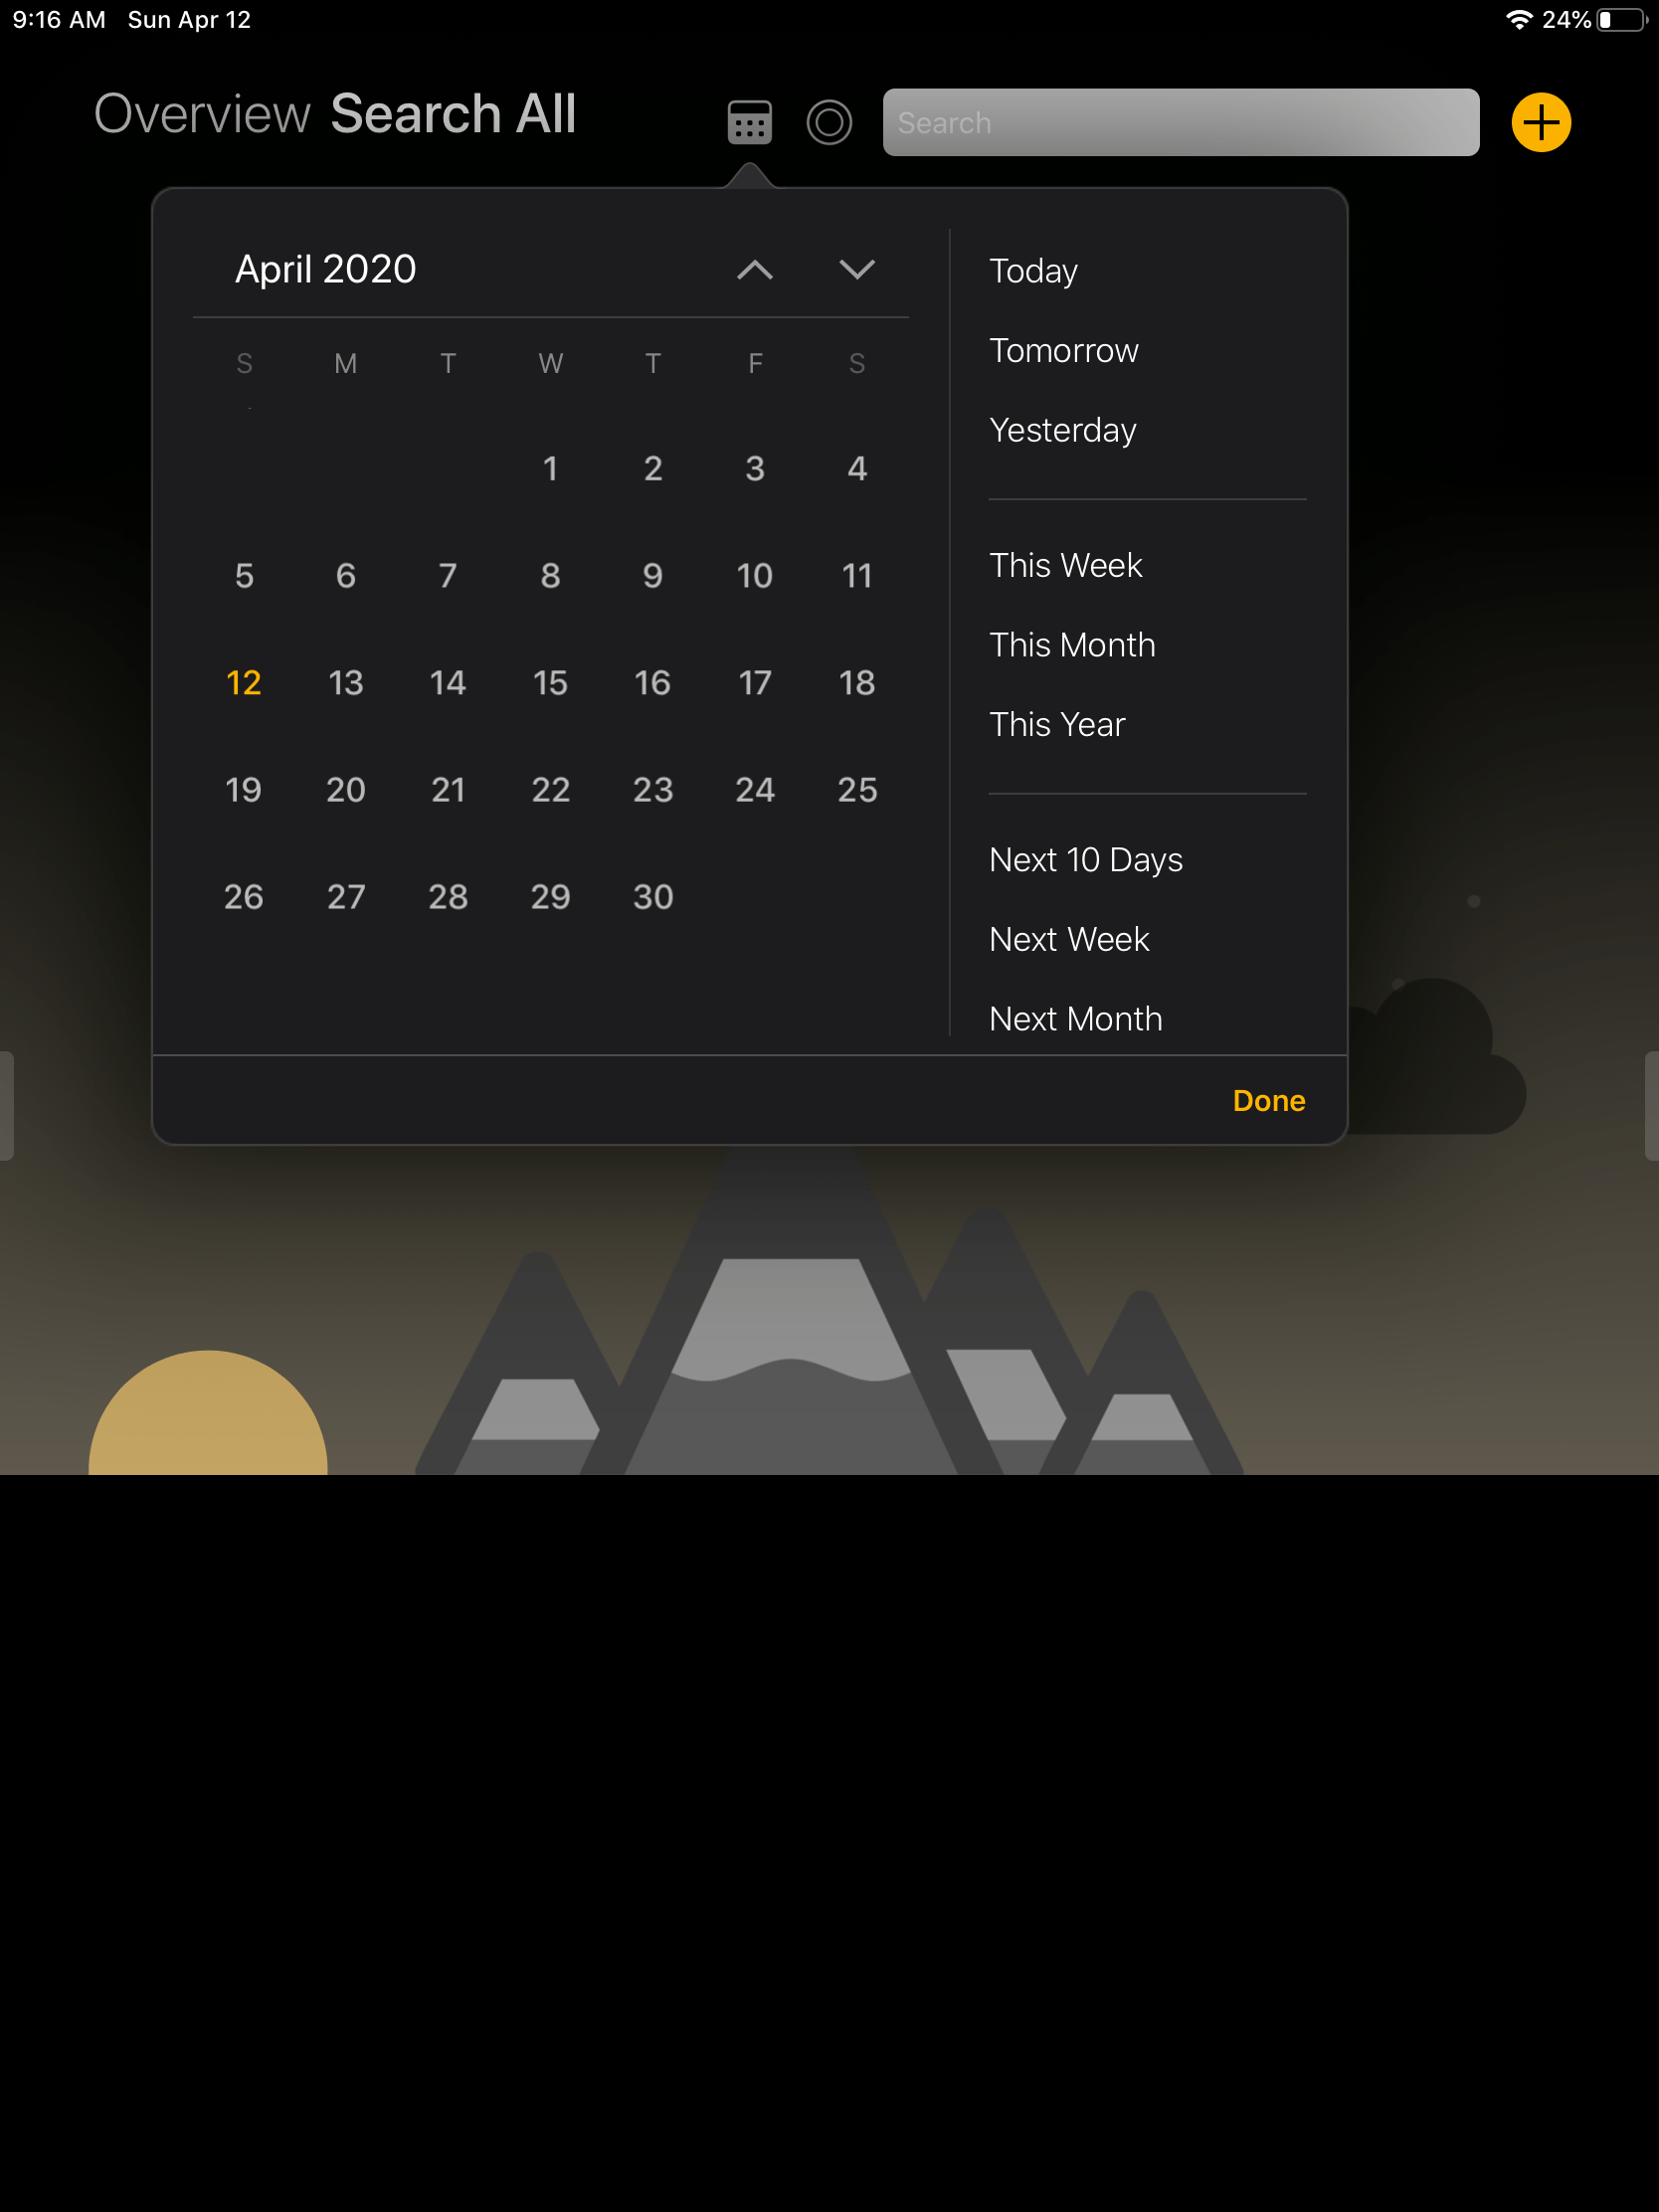 9:16 AM Sun Apr 12 24%
Overview Search All Search
April 2020
S M T W T F S
1 2 3 4
5 6 7 8 9 10 11
12 13 14 15 16 17 18
19 20 21 22 23 24 25
26 27 28 29 30
Today
Tomorrow
Yesterday
This Week
This Month
This Year
Next 10 Days
Next Week
Next Month
Done